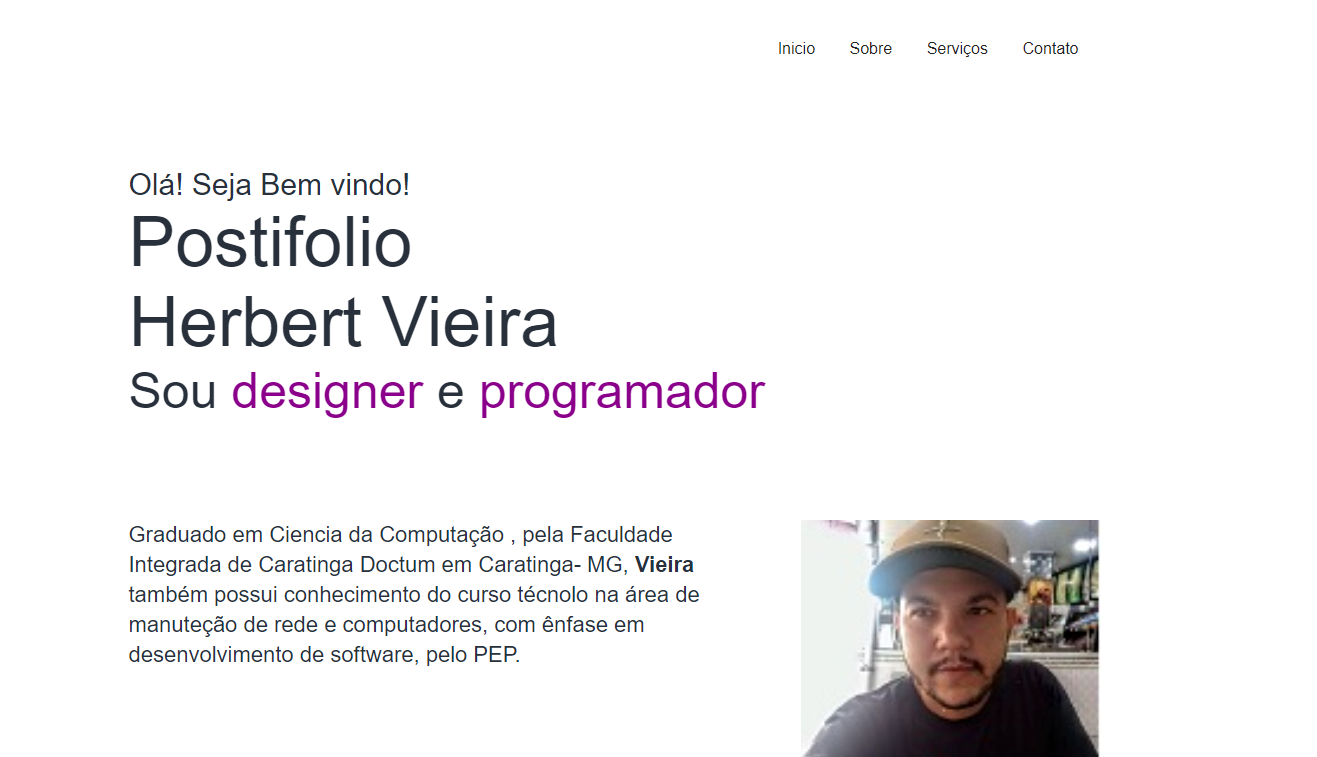 Inicio Sobre Serviços Contato
Olá! Seja Bem vindo!
Postifolio
Herbert Vieira
Sou designer e programador
Graduado em Ciencia da Computação , pela Faculdade
Integrada de Caratinga Doctum em Caratinga- MG, Vieira
também possui conhecimento do curso técnolo na área de
manuteção de rede e computadores, com ênfase em
desenvolvimento de software, pelo PEP.